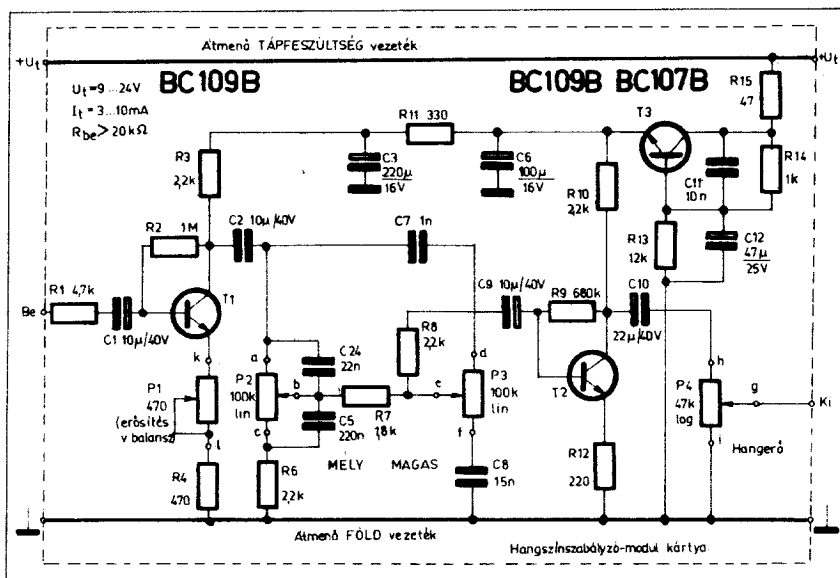 Átmenő TÁPFESZÜLTSÉG vezeték
+Ut
+Ut
Ut = 9 ... 24V
It = 3 ... 10mA
Rbe > 20kΩ
BC109B
BC109B BC107B
R15
47
R11 330
T3
R3
2,2k
C3
220µ
16V
C6
100µ
16V
R10
2,2k
C11
10n
R14
1k
R2
1M
C2 10µ/40V
C7 1n
R13
12k
C12
47µ
25V
R1 4,7k
Be
C1 10µ/40V
T1
C9 10µ/40V
R9 680k
C10
22µ/40V
R8
2,2k
k
a
d
h
P1
470
(erősítés
v balansz)
P2
100k
lin
b
C24
22n
C5
220n
R7
1,8k
e
P3
100k
lin
T2
P4
47k
log
g
Ki
l
c
f
i
Hangerő
R4
470
R6
2,2k
MELY MAGAS
C8
15n
R12
220
Átmenő FÖLD vezeték
Hangszínszabályzó-modul kártya